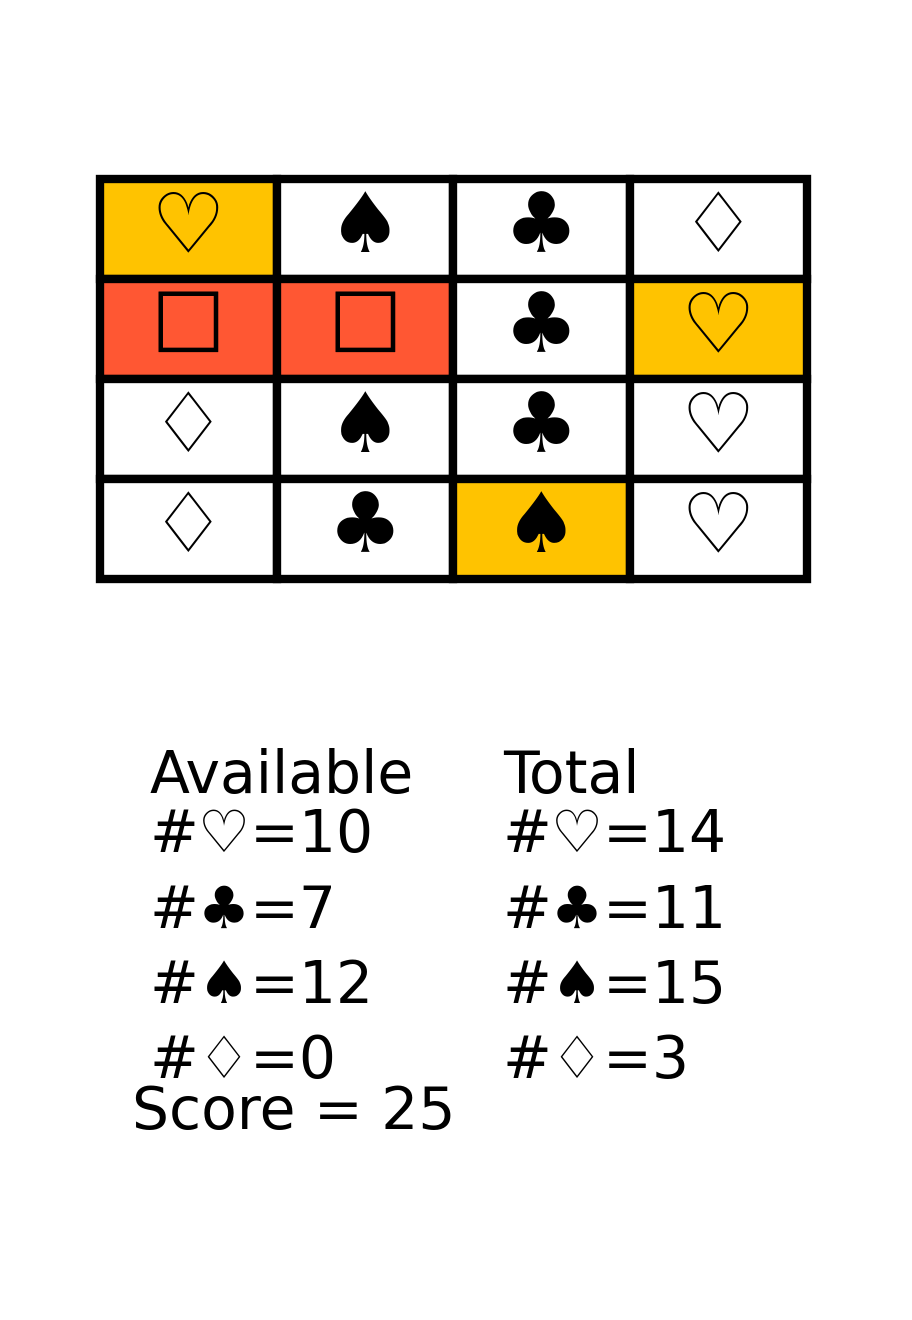 ♡ ♠ ♣ ♢
□ □ ♣ ♡
♢ ♠ ♣ ♡
♢ ♣ ♠ ♡
Available Total
#♡=10 #♡=14
#♣=7 #♣=11
#♠=12 #♠=15
#♢=0 #♢=3
Score = 25